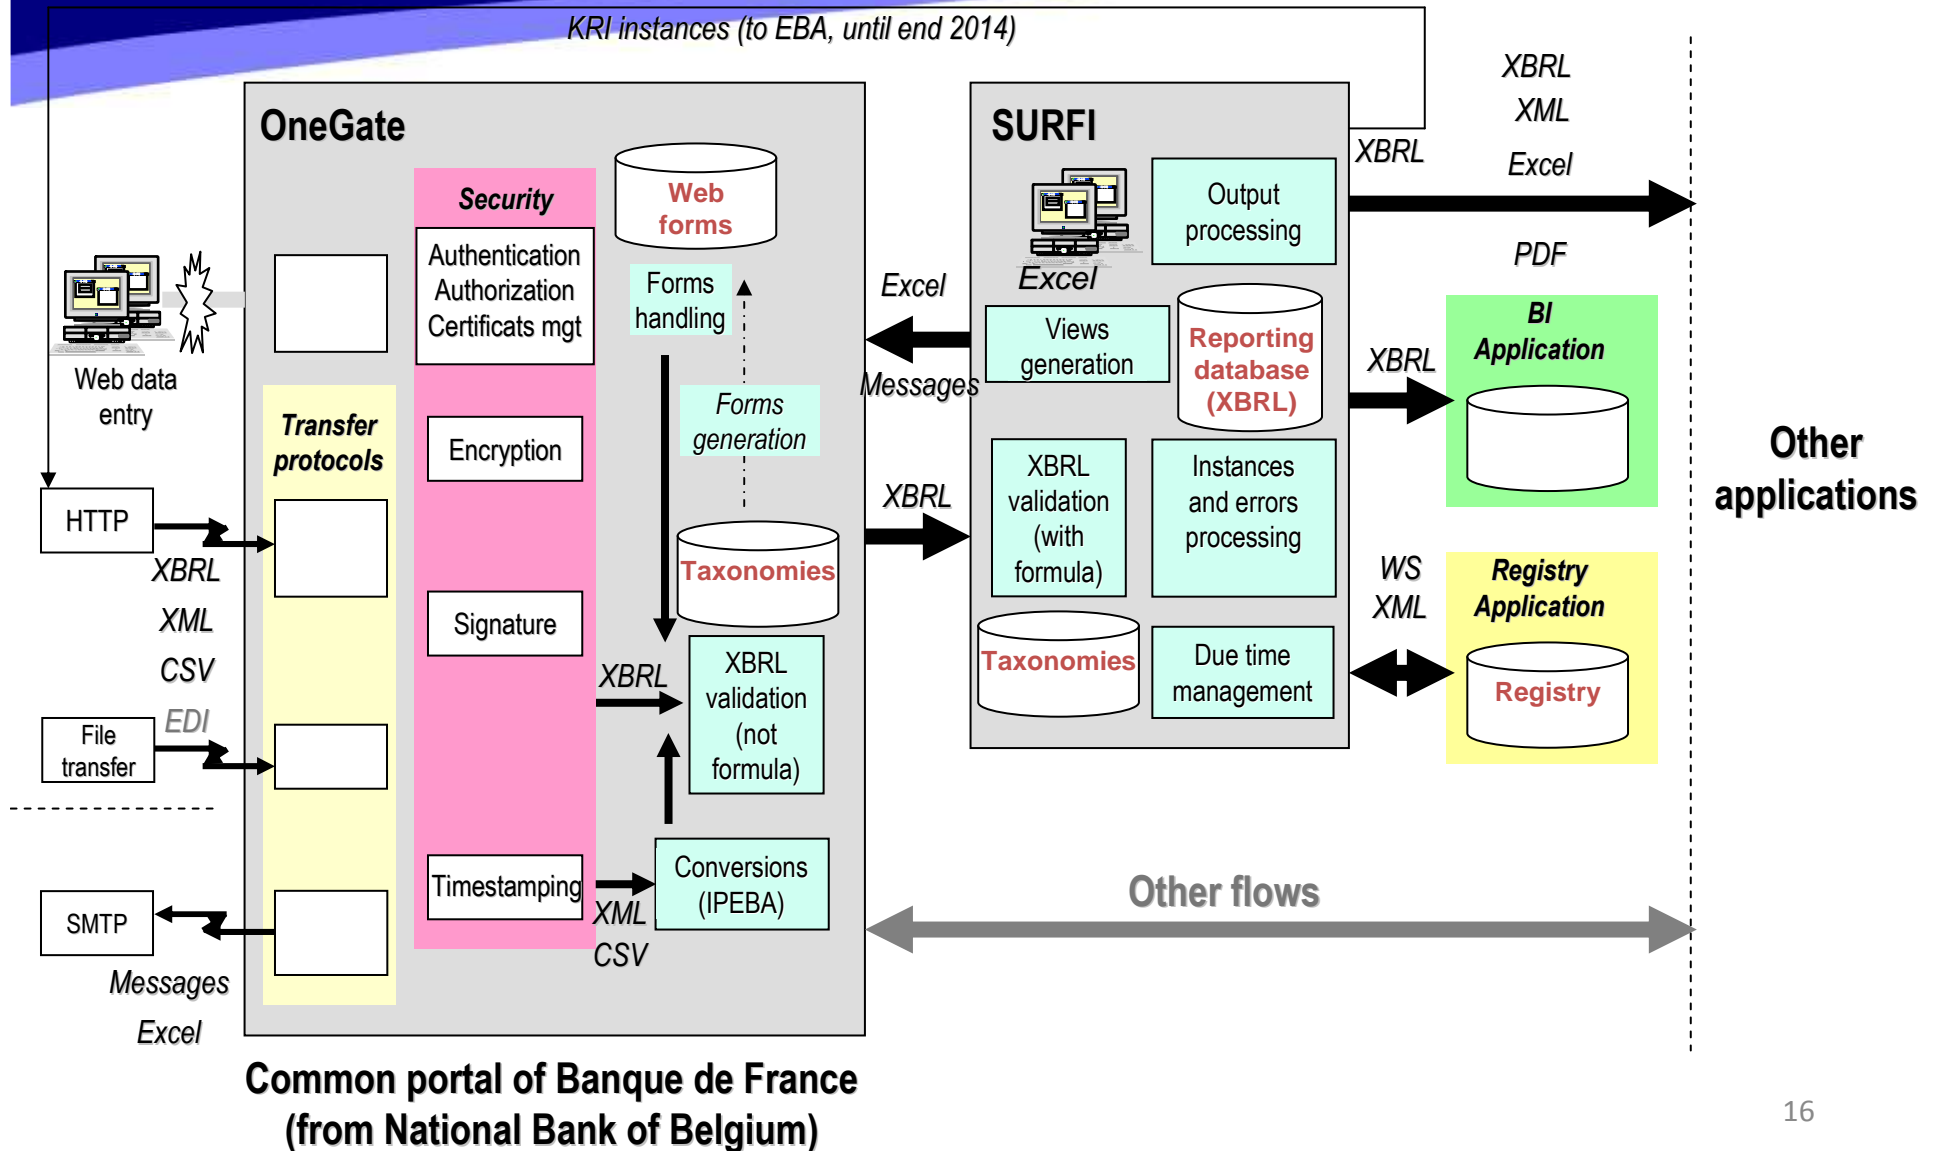 KRI instances (to EBA, until end 2014)
OneGate
Security
Authentication
Authorization
Certificats mgt
Encryption
Signature
Timestamping
Web
forms
Forms
handling
Forms
generation
Taxonomies
XBRL
XBRL
validation
(not
formula)
XML
CSV
Conversions
(IPEBA)
Web data
entry
Transfer
protocols
HTTP
XBRL
XML
CSV
EDI
File
transfer
SMTP
Messages
Excel
Common portal of Banque de France
(from National Bank of Belgium)
Excel
Messages
XBRL
SURFI
Excel
Output
processing
Views
generation
Reporting
database
(XBRL)
XBRL
validation
(with
formula)
Instances
and errors
processing
Taxonomies
Due time
management
XBRL
XBRL
XML
Excel
PDF
XBRL
BI
Application
WS
XML
Registry
Application
Registry
Other
applications
Other flows
16